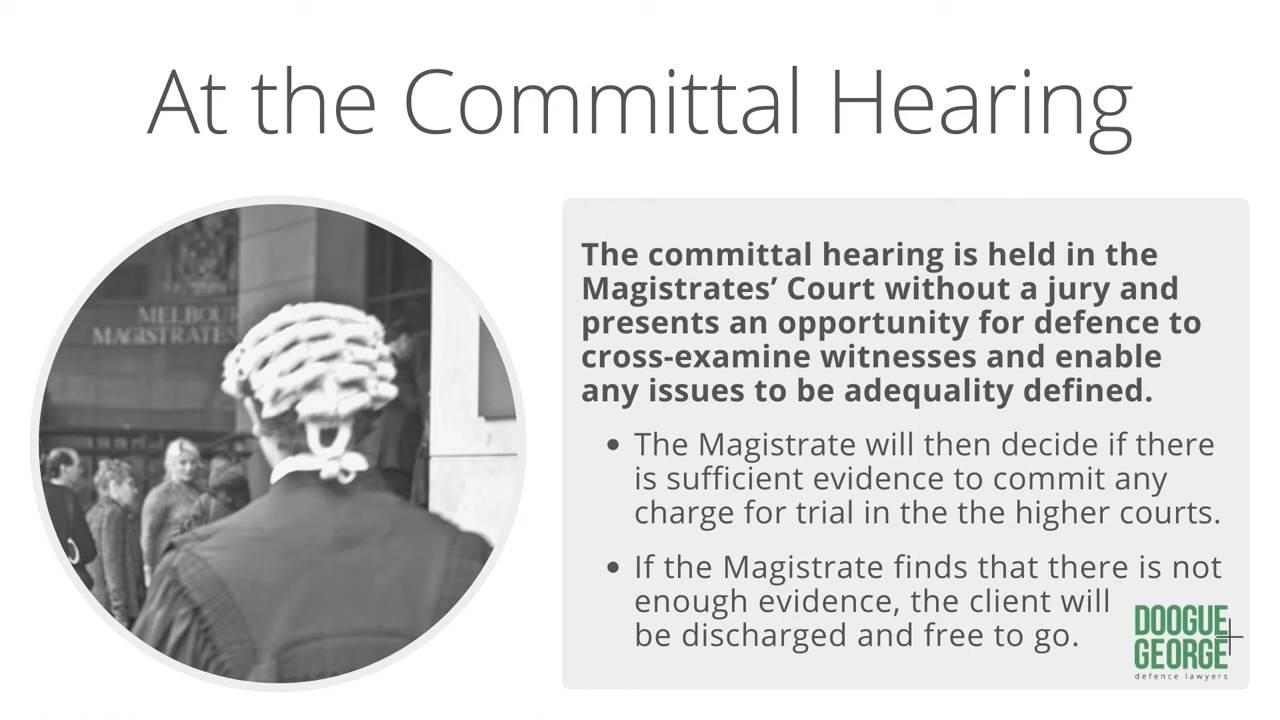 At the Committal Hearing
MELBOUR
MAGISTRATES
The committal hearing is held in the
Magistrates’ Court without a jury and
presents an opportunity for defence to
cross-examine witnesses and enable
any issues to be adequality defined.
• The Magistrate will then decide if there
is sufficient evidence to commit any
charge for trial in the the higher courts.
• If the Magistrate finds that there is not
enough evidence, the client will
be discharged and free to go.
DOOGUE
GEORGE
defence lawyers